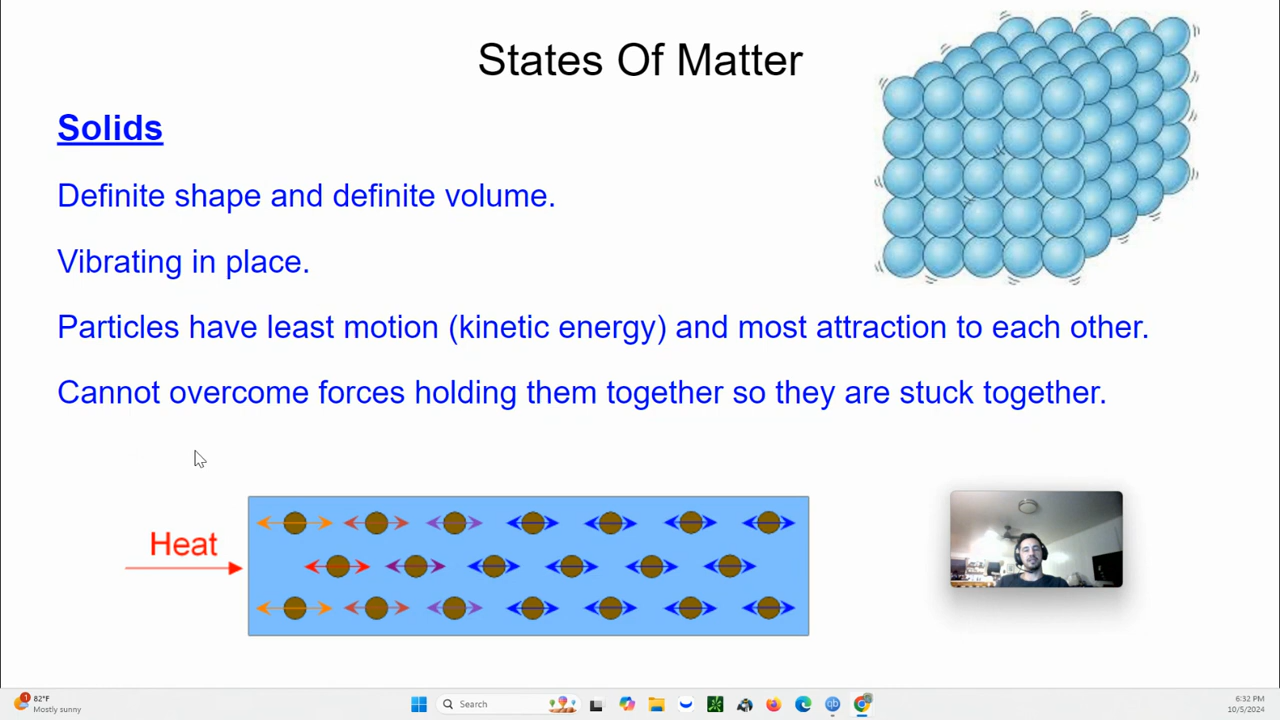 States Of Matter
Solids
Definite shape and definite volume.
Vibrating in place.
Particles have least motion (kinetic energy) and most attraction to each other.
Cannot overcome forces holding them together so they are stuck together.
Heat
1
82°F
Mostly sunny
Search
qb
6:32 PM
10/5/2024